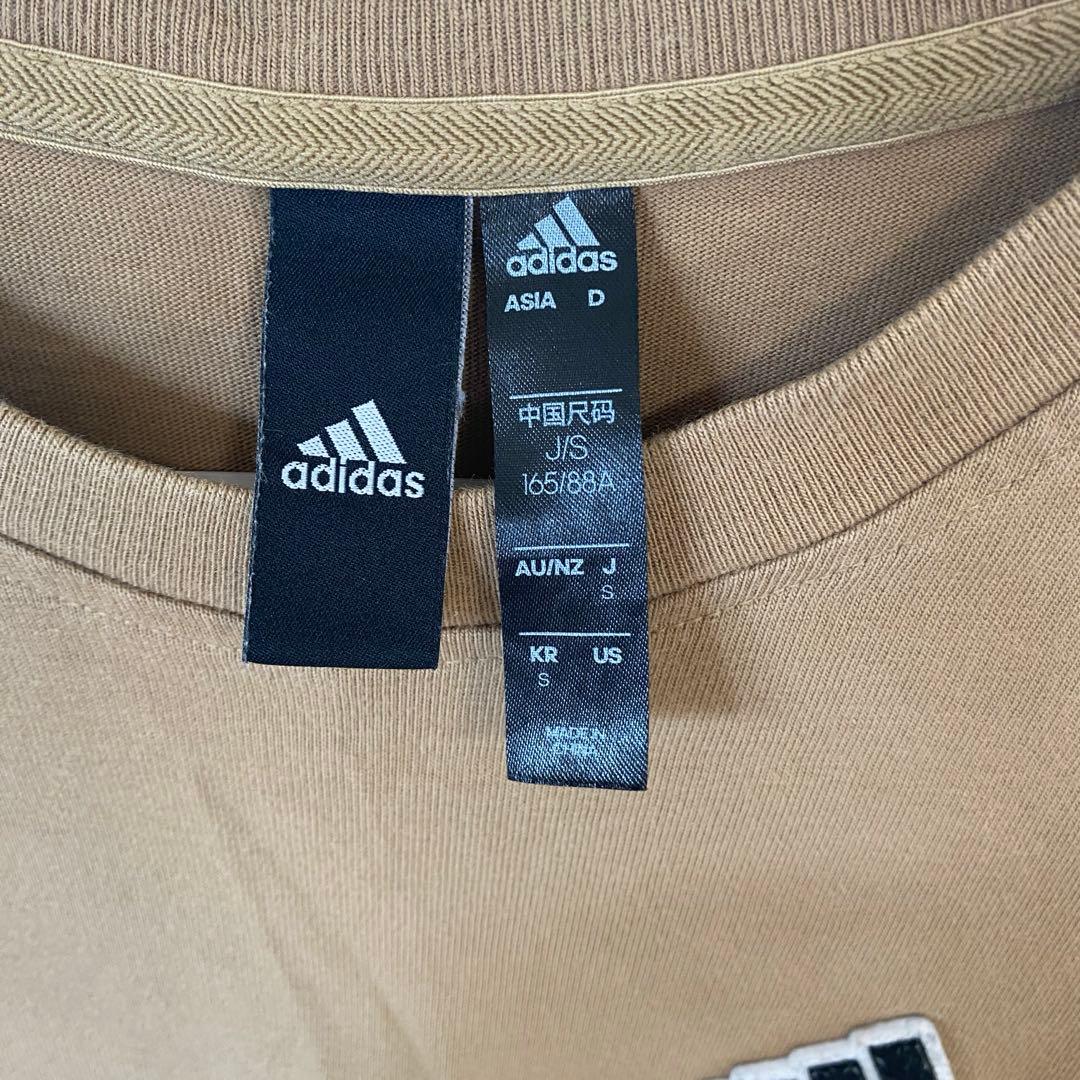 adidas
adidas
ASIA D
中国尺码
J/S
165/88A
AU/NZ J
S
KR US
S
MADE IN
CHINA